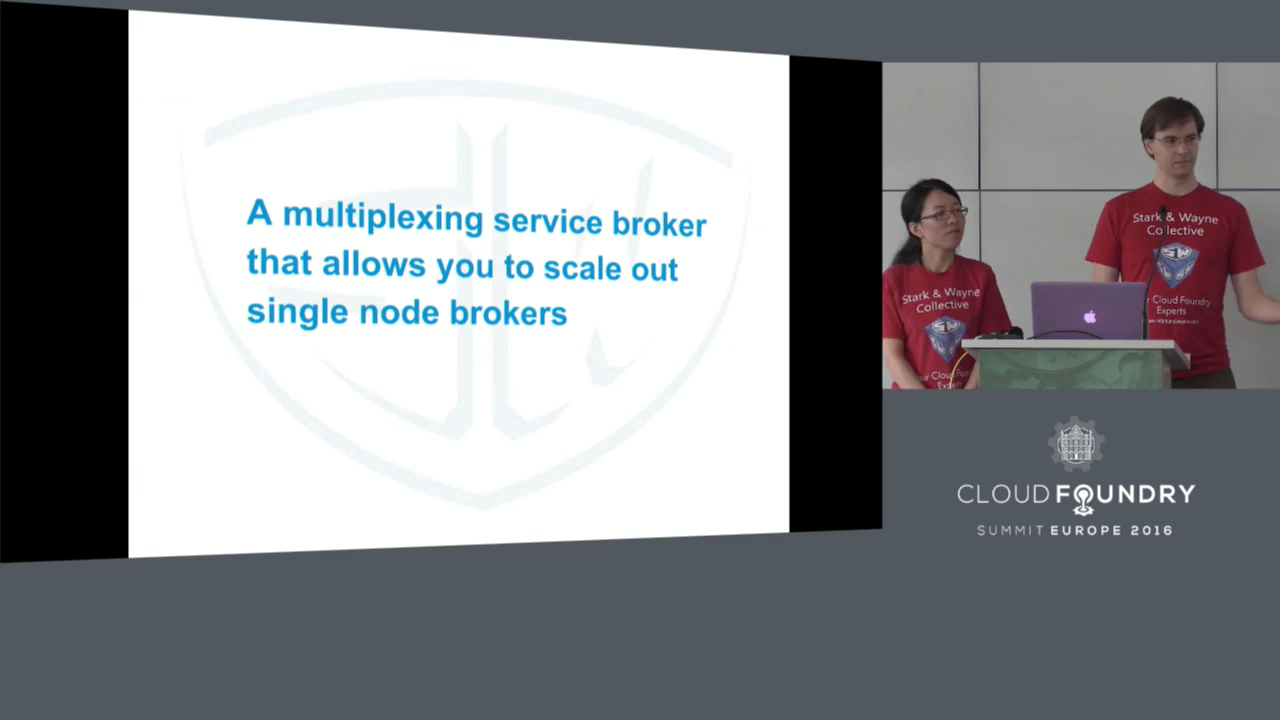 A multiplexing service broker
that allows you to scale out
single node brokers
Stark & Wayne
Collective
Stark & Wayne
Collective
Cloud Foundry
Experts
CLOUD FOUNDRY
SUMMIT EUROPE 2016